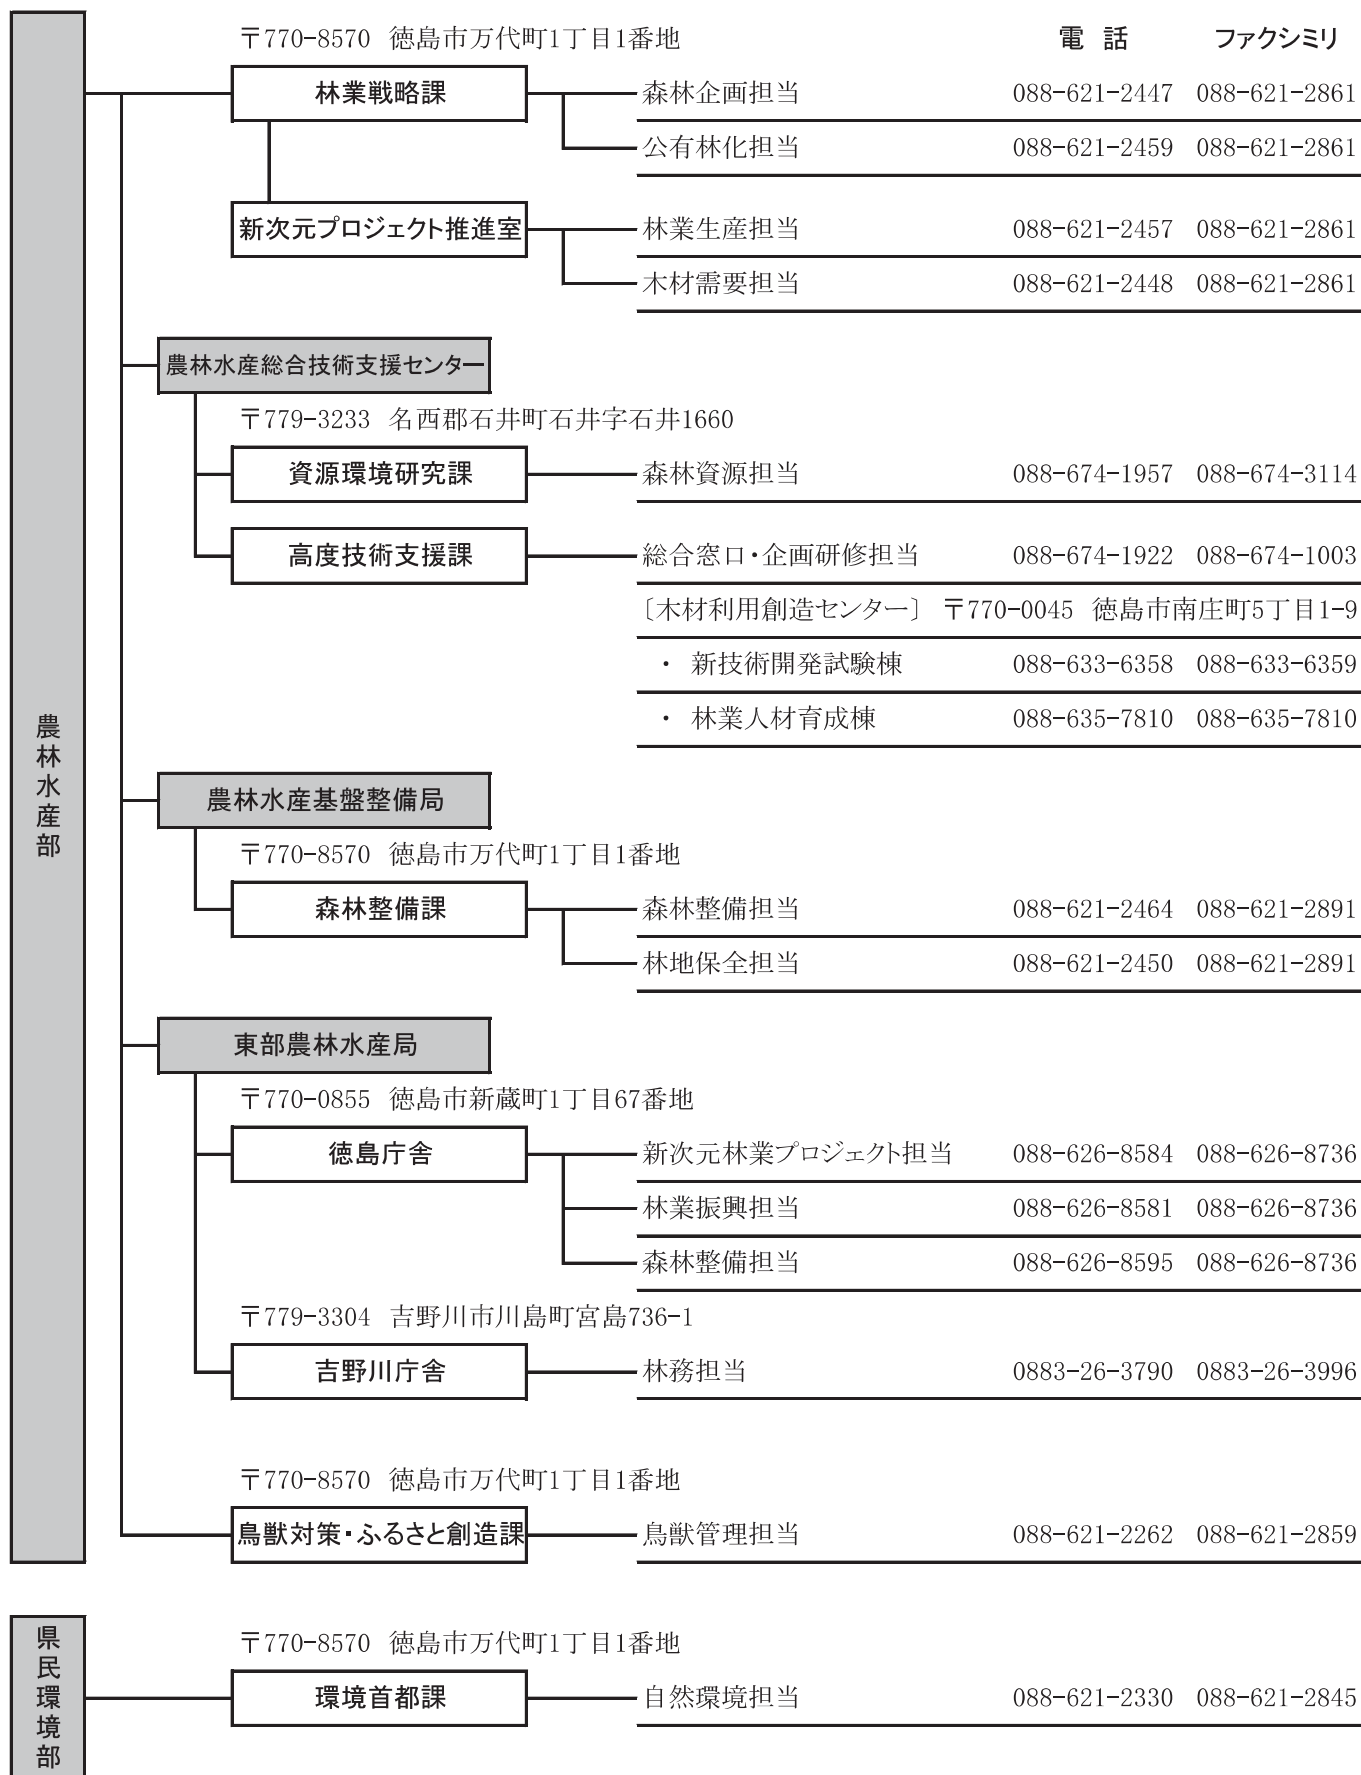 農林水産部
〒770-8570 徳島市万代町1丁目1番地 電話 ファクシミリ
林業戦略課 森林企画担当 088-621-2447 088-621-2861
公有林化担当 088-621-2459 088-621-2861
新次元プロジェクト推進室 林業生産担当 088-621-2457 088-621-2861
木材需要担当 088-621-2448 088-621-2861
農林水産総合技術支援センター
〒779-3233 名西郡石井町石井字石井1660
資源環境研究課 森林資源担当 088-674-1957 088-674-3114
高度技術支援課 総合窓口・企画研修担当 088-674-1922 088-674-1003
〔木材利用創造センター〕 〒770-0045 徳島市南庄町5丁目1-9
・ 新技術開発試験棟 088-633-6358 088-633-6359
・ 林業人材育成棟 088-635-7810 088-635-7810
農林水産基盤整備局
〒770-8570 徳島市万代町1丁目1番地
森林整備課 森林整備担当 088-621-2464 088-621-2891
林地保全担当 088-621-2450 088-621-2891
東部農林水産局
〒770-0855 徳島市新蔵町1丁目67番地
徳島庁舎 新次元林業プロジェクト担当 088-626-8584 088-626-8736
林業振興担当 088-626-8581 088-626-8736
森林整備担当 088-626-8595 088-626-8736
〒779-3304 吉野川市川島町宮島736-1
吉野川庁舎 林務担当 0883-26-3790 0883-26-3996
〒770-8570 徳島市万代町1丁目1番地
鳥獣対策・ふるさと創造課 鳥獣管理担当 088-621-2262 088-621-2859
県民環境部
〒770-8570 徳島市万代町1丁目1番地
環境首都課 自然環境担当 088-621-2330 088-621-2845